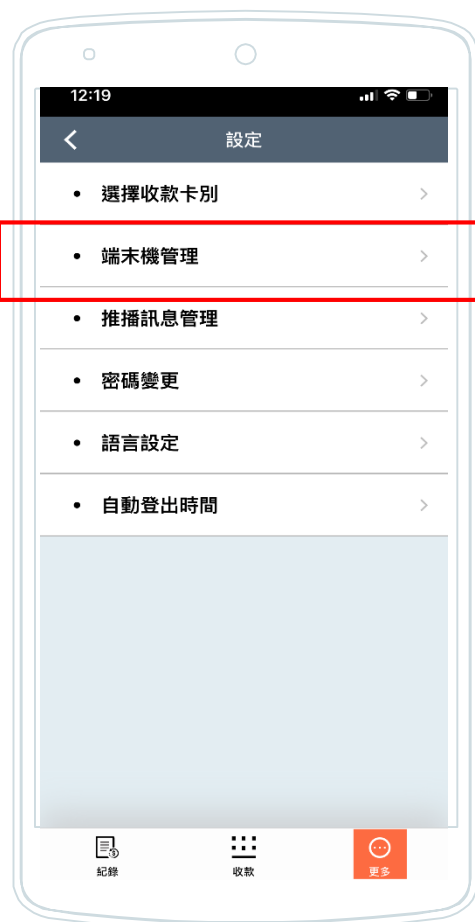 12:19
設定
• 選擇收款卡別
• 端末機管理
• 推播訊息管理
• 密碼變更
• 語言設定
• 自動登出時間
紀錄 收款 更多